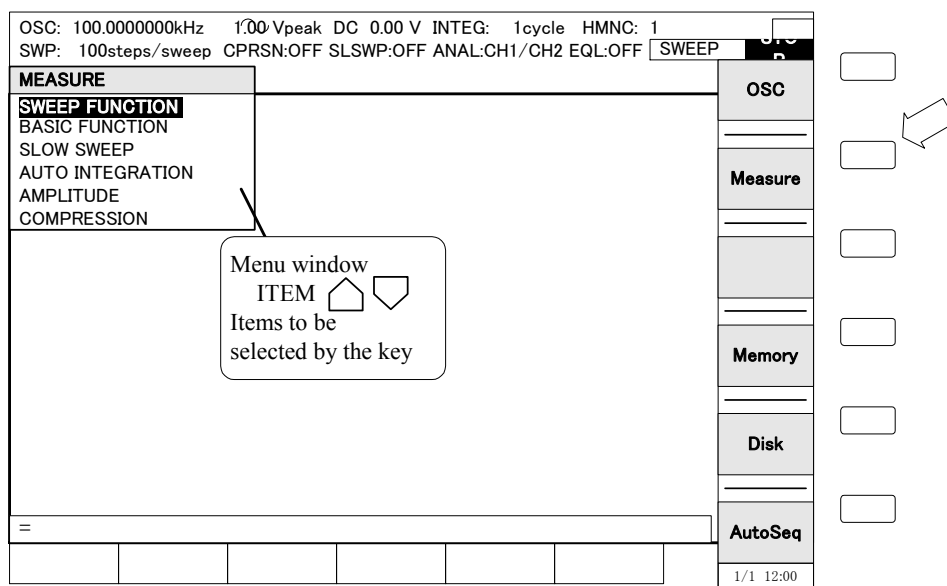 OSC: 100.0000000kHz 1.00 Vpeak DC 0.00 V INTEG: 1cycle HMNC: 1
SWP: 100steps/sweep CPRSN:OFF SLSWP:OFF ANAL:CH1/CH2 EQL:OFF SWEEP
MEASURE
SWEEP FUNCTION
BASIC FUNCTION
SLOW SWEEP
AUTO INTEGRATION
AMPLITUDE
COMPRESSION
Menu window
ITEM
Items to be
selected by the key
OSC
Measure
Memory
Disk
AutoSeq
=
1/1 12:00